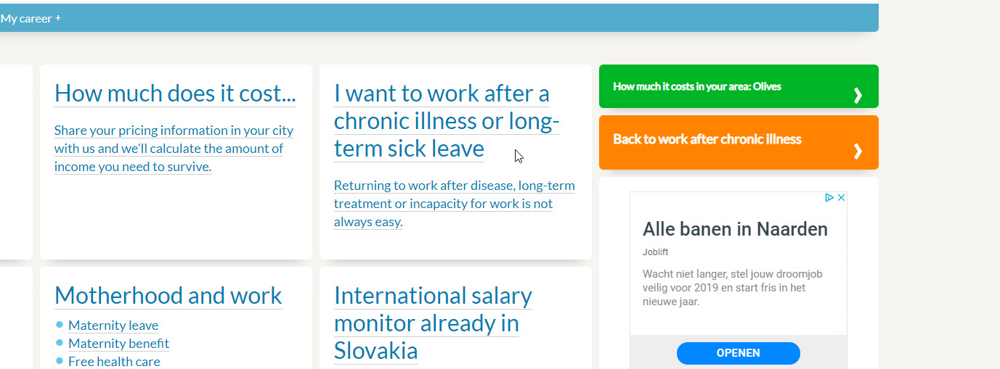 My career +
How much does it cost...
Share your pricing information in your city
with us and we'll calculate the amount of
income you need to survive.
I want to work after a
chronic illness or long-
term sick leave
Returning to work after disease, long-term
treatment or incapacity for work is not
always easy.
How much it costs in your area: Olives
Back to work after chronic illness
Alle banen in Naarden
Joblift
Wacht niet langer, stel jouw droomjob
veilig voor 2019 en start fris in het
nieuwe jaar.
OPENEN
Motherhood and work
Maternity leave
Maternity benefit
Free health care
International salary
monitor already in
Slovakia